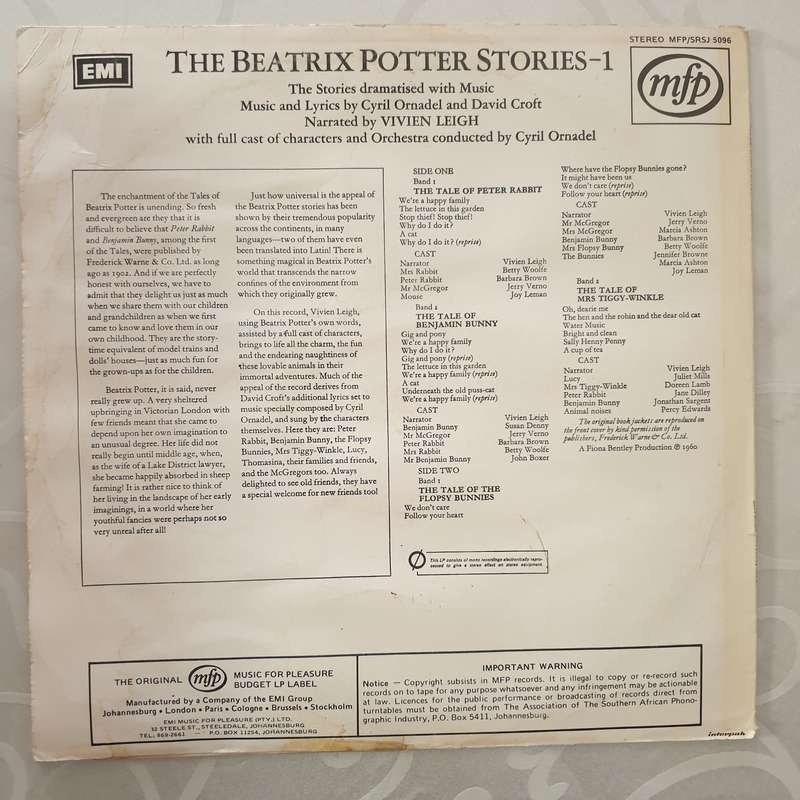 STEREO MFP/SRSJ 5096
EMI
THE BEATRIX POTTER STORIES-1
mfp
The Stories dramatised with Music
Music and Lyrics by Cyril Ornadel and David Croft
Narrated by VIVIEN LEIGH
with full cast of characters and Orchestra conducted by Cyril Ornadel
The enchantment of the Tales of
Beatrix Potter is unending. So fresh
and evergreen are they that it is
difficult to believe that Peter Rabbit
and Benjamin Bunny, among the first
of the Tales, were published by
Frederick Warne & Co. Ltd. as long
ago as 1902. And if we are perfectly
honest with ourselves, we have to
admit that they delight us just as much
when we share them with our children
and grandchildren as when we first
came to know and love them in our
own childhood. They are the story-
time equivalent of model trains and
dolls' houses—just as much fun for
the grown-ups as for the children.
Beatrix Potter, it is said, never
really grew up. A very sheltered
upbringing in Victorian London with
few friends meant that she came to
depend upon her own imagination to
an unusual degree. Her life did not
really begin until middle age, when,
as the wife of a Lake District lawyer,
she became happily absorbed in sheep
farming! It is rather nice to think of
her living in the landscape of her early
imaginings, in a world where her
youthful fancies were perhaps not so
very unreal after all!
Just how universal is the appeal of
the Beatrix Potter stories has been
shown by their tremendous popularity
across the continents, in many
languages—two of them have even
been translated into Latin! There is
something magical in Beatrix Potter's
world that transcends the narrow
confines of the environment from
which they originally grew.
On this record, Vivien Leigh,
using Beatrix Potter's own words,
assisted by a full cast of characters,
brings to life all the charm, the fun
and the endearing naughtiness of
these lovable animals in their
immortal adventures. Much of the
appeal of the record derives from
David Croft's additional lyrics set to
music specially composed by Cyril
Ornadel, and sung by the characters
themselves. Here they are: Peter
Rabbit, Benjamin Bunny, the Flopsy
Bunnies, Mrs Tiggy-Winkle, Lucy,
Thomasina, their families and friends,
and the McGregors too. Always
delighted to see old friends, they have
a special welcome for new friends too!
SIDE ONE
Band 1
THE TALE OF PETER RABBIT
We're a happy family
The lettuce in this garden
Stop thief! Stop thief!
Why do I do it?
A cat
Why do I do it? (reprise)
CAST
Narrator Vivien Leigh
Mrs Rabbit Betty Woolfe
Peter Rabbit Barbara Brown
Mr McGregor Jerry Verno
Mouse Joy Leman
Band 2
THE TALE OF
BENJAMIN BUNNY
Gig and pony
We're a happy family
Why do I do it?
Gig and pony (reprise)
The lettuce in this garden
We're a happy family (reprise)
A cat
Underneath the old puss-cat
We're a happy family (reprise)
CAST
Narrator Vivien Leigh
Benjamin Bunny Susan Denny
Mr McGregor Jerry Verno
Peter Rabbit Barbara Brown
Mrs Rabbit Betty Woolfe
Mr Benjamin Bunny John Boxer
SIDE TWO
Band 1
THE TALE OF THE
FLOPSY BUNNIES
We don't care
Follow your heart
Where have the Flopsy Bunnies gone?
It might have been us
We don't care (reprise)
Follow your heart (reprise)
CAST
Narrator Vivien Leigh
Mr McGregor Jerry Verno
Mrs McGregor Marcia Ashton
Benjamin Bunny Barbara Brown
Mrs Flopsy Bunny Betty Woolfe
The Bunnies Jennifer Browne
Marcia Ashton
Joy Leman
Band 2
THE TALE OF
MRS TIGGY-WINKLE
Oh, dearie me
The hen and the robin and the dear old cat
Water Music
Bright and clean
Sally Henny Penny
A cup of tea
CAST
Narrator Vivien Leigh
Lucy Juliet Mills
Mrs Tiggy-Winkle Doreen Lamb
Peter Rabbit Jane Dilley
Benjamin Bunny Jonathan Sargent
Animal noises Percy Edwards
The original book jackets are reproduced on
the front cover by kind permission of the
publishers, Frederick Warne & Co. Ltd.
A Fiona Bentley Production ℗ 1960
This LP consists of mono recordings electronically repro-
cessed to give a stereo effect on stereo equipment.
THE ORIGINAL mfp MUSIC FOR PLEASURE
BUDGET LP LABEL
Manufactured by a Company of the EMI Group
Johannesburg • London • Paris • Cologne • Brussels • Stockholm
EMI MUSIC FOR PLEASURE (PTY.) LTD.
12 STEELE ST., STEELEDALE, JOHANNESBURG
TEL: 869-2661 — P.O. BOX 11254, JOHANNESBURG
IMPORTANT WARNING
Notice — Copyright subsists in MFP records. It is illegal to copy or re-record such
records on to tape for any purpose whatsoever and any infringement may be actionable
at law. Licences for the public performance or broadcasting of records direct from
turntables must be obtained from The Association of The Southern African Phono-
graphic Industry, P.O. Box 5411, Johannesburg.
interpak